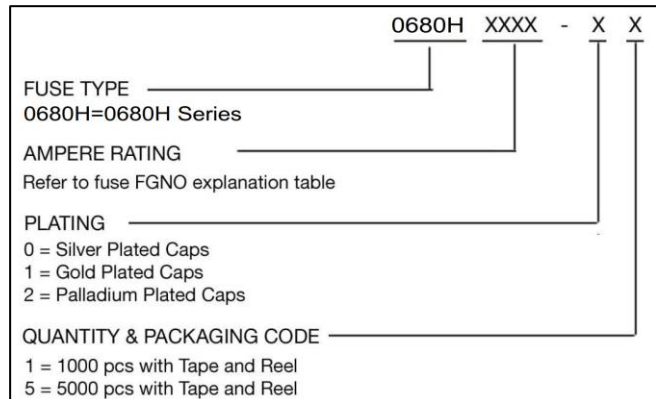 0680H XXXX - X X
FUSE TYPE
0680H=0680H Series
AMPERE RATING
Refer to fuse FGNO explanation table
PLATING
0 = Silver Plated Caps
1 = Gold Plated Caps
2 = Palladium Plated Caps
QUANTITY & PACKAGING CODE
1 = 1000 pcs with Tape and Reel
5 = 5000 pcs with Tape and Reel